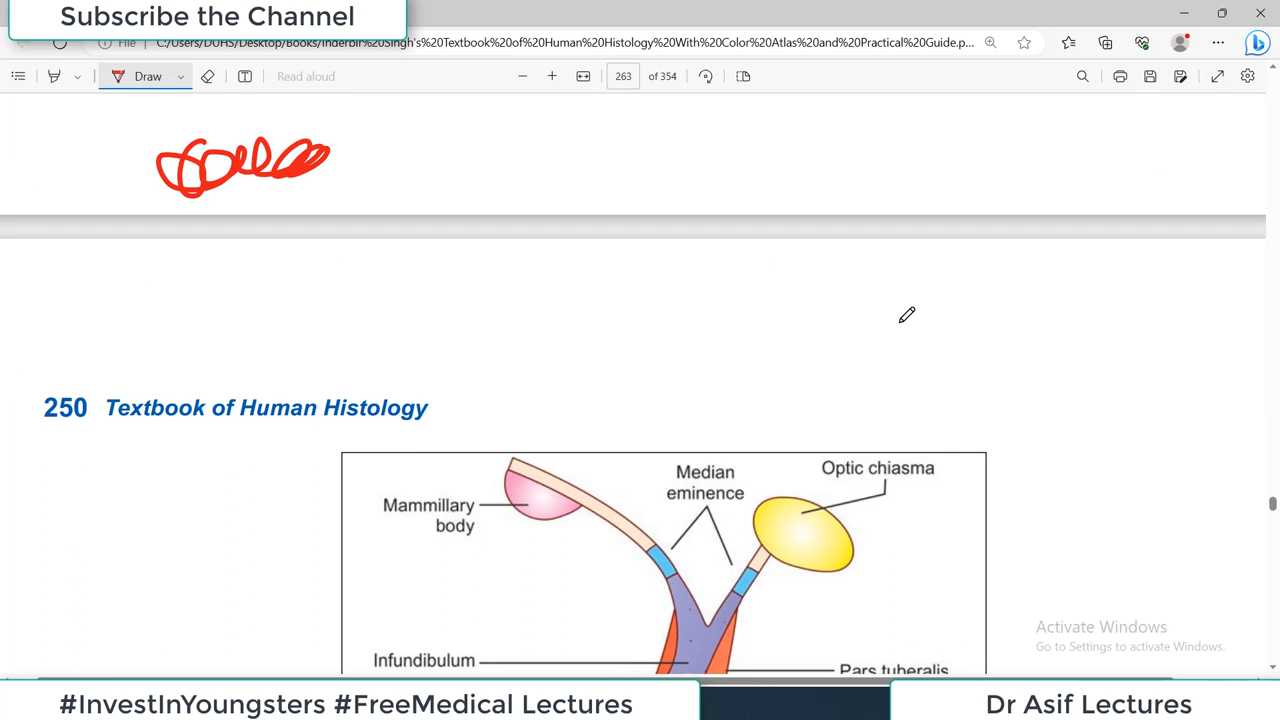 Subscribe the Channel
File
C:/Users/DUHS/Desktop/Books/Inderbir%20Singh's%20Textbook%20of%20Human%20Histology%20With%20Color%20Atlas%20and%20Practical%20Guide.p...
Draw
Read aloud
263 of 354
250 Textbook of Human Histology
Median
eminence
Optic chiasma
Mammillary
body
Infundibulum
Pars tuberalis
Activate Windows
Go to Settings to activate Windows.
#InvestInYoungsters #FreeMedical Lectures
Dr Asif Lectures